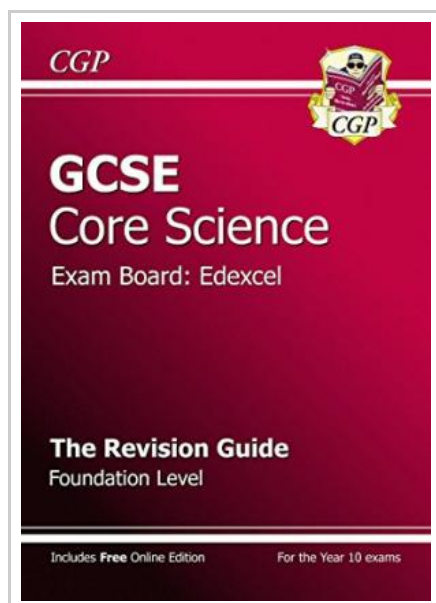 CGP
CGP
CGP
GCSE
Core Science
Exam Board: Edexcel
The Revision Guide
Foundation Level
Includes Free Online Edition For the Year 10 exams